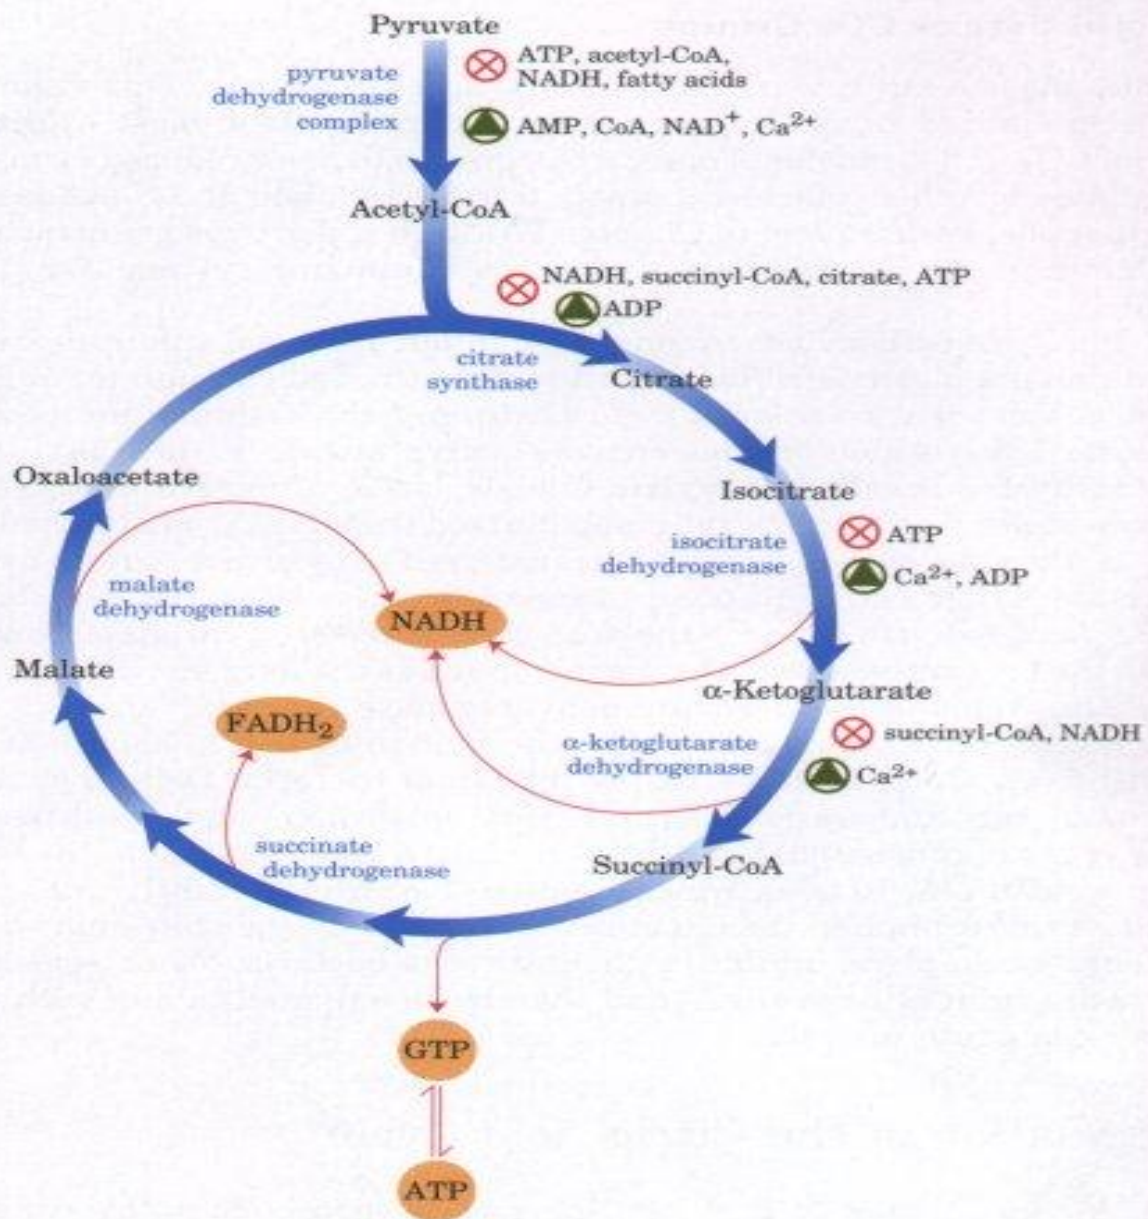 Pyruvate
pyruvate
dehydrogenase
complex
ATP, acetyl-CoA,
NADH, fatty acids
AMP, CoA, NAD⁺, Ca²⁺
Acetyl-CoA
NADH, succinyl-CoA, citrate, ATP
ADP
citrate
synthase
Citrate
Oxaloacetate
Isocitrate
isocitrate
dehydrogenase
ATP
Ca²⁺, ADP
malate
dehydrogenase
NADH
Malate
α-Ketoglutarate
FADH₂
α-ketoglutarate
dehydrogenase
succinyl-CoA, NADH
Ca²⁺
succinate
dehydrogenase
Succinyl-CoA
GTP
ATP